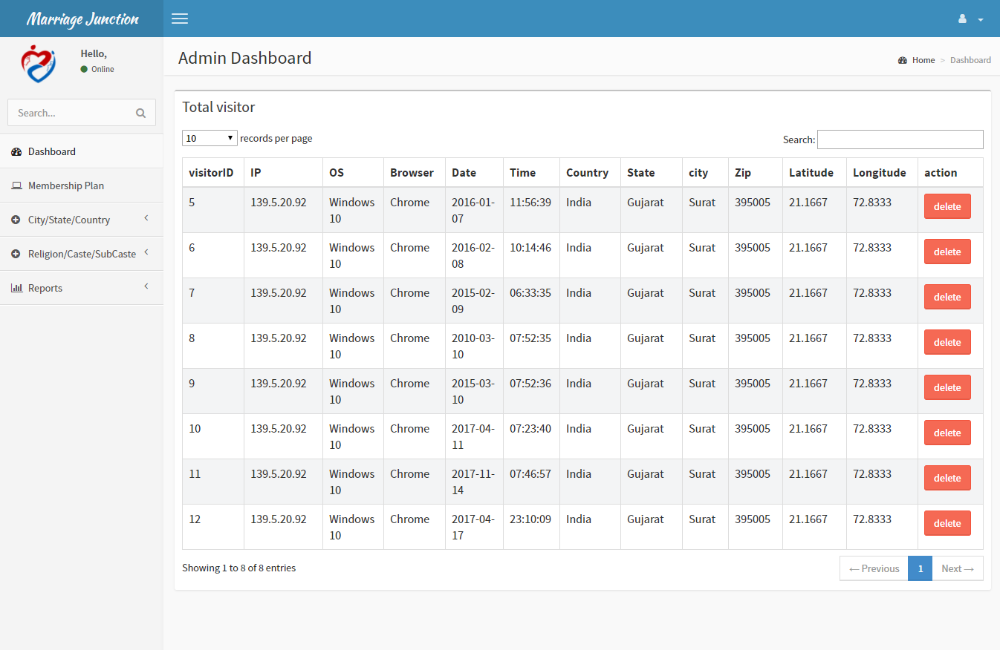 Marriage Junction
Hello,
Online
Search...
Dashboard
Membership Plan
City/State/Country
Religion/Caste/SubCaste
Reports
Admin Dashboard
Home > Dashboard
Total visitor
10 records per page
Search:
visitorID IP OS Browser Date Time Country State city Zip Latitude Longitude action
5 139.5.20.92 Windows 10 Chrome 2016-01-07 11:56:39 India Gujarat Surat 395005 21.1667 72.8333 delete
6 139.5.20.92 Windows 10 Chrome 2016-02-08 10:14:46 India Gujarat Surat 395005 21.1667 72.8333 delete
7 139.5.20.92 Windows 10 Chrome 2015-02-09 06:33:35 India Gujarat Surat 395005 21.1667 72.8333 delete
8 139.5.20.92 Windows 10 Chrome 2010-03-10 07:52:35 India Gujarat Surat 395005 21.1667 72.8333 delete
9 139.5.20.92 Windows 10 Chrome 2015-03-10 07:52:36 India Gujarat Surat 395005 21.1667 72.8333 delete
10 139.5.20.92 Windows 10 Chrome 2017-04-11 07:23:40 India Gujarat Surat 395005 21.1667 72.8333 delete
11 139.5.20.92 Windows 10 Chrome 2017-11-14 07:46:57 India Gujarat Surat 395005 21.1667 72.8333 delete
12 139.5.20.92 Windows 10 Chrome 2017-04-17 23:10:09 India Gujarat Surat 395005 21.1667 72.8333 delete
Showing 1 to 8 of 8 entries
← Previous 1 Next →